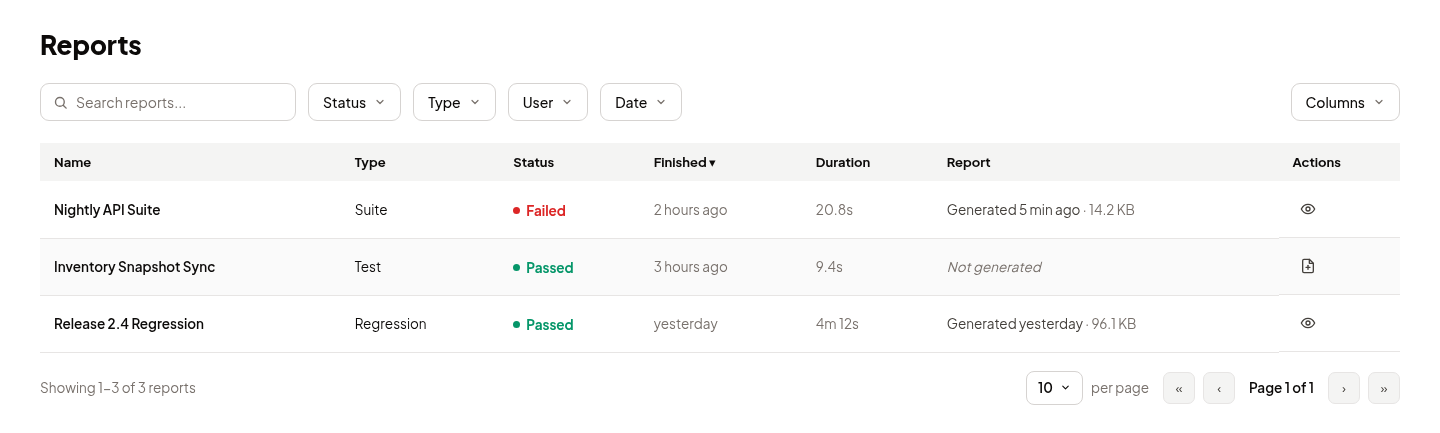 Reports
Search reports... Status Type User Date Columns
Name Type Status Finished ▾ Duration Report Actions
Nightly API Suite Suite Failed 2 hours ago 20.8s Generated 5 min ago · 14.2 KB
Inventory Snapshot Sync Test Passed 3 hours ago 9.4s Not generated
Release 2.4 Regression Regression Passed yesterday 4m 12s Generated yesterday · 96.1 KB
Showing 1–3 of 3 reports 10 per page « ‹ Page 1 of 1 › »